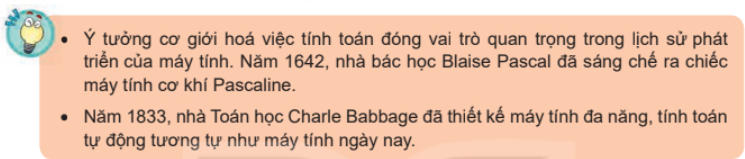 • Ý tưởng cơ giới hoá việc tính toán đóng vai trò quan trọng trong lịch sử phát
triển của máy tính. Năm 1642, nhà bác học Blaise Pascal đã sáng chế ra chiếc
máy tính cơ khí Pascaline.
• Năm 1833, nhà Toán học Charle Babbage đã thiết kế máy tính đa năng, tính toán
tự động tương tự như máy tính ngày nay.